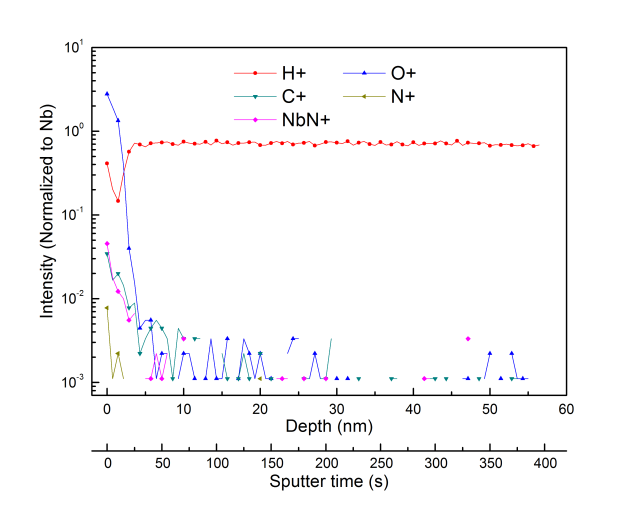 10^1
H+ O+
C+ N+
NbN+
10^0
10^-1
10^-2
10^-3
Intensity (Normalized to Nb)
0 10 20 30 40 50 60
Depth (nm)
0 50 100 150 200 250 300 350 400
Sputter time (s)